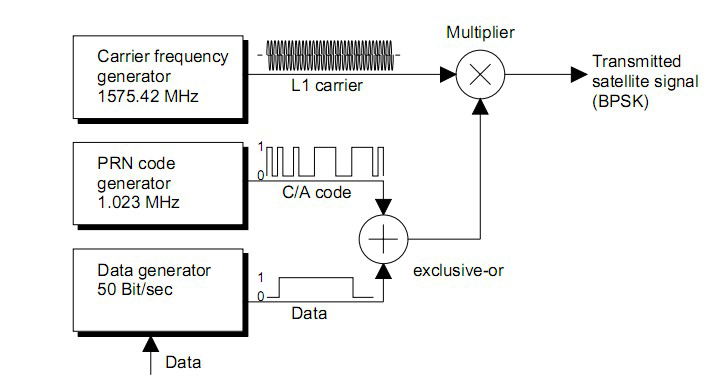 Multiplier
Carrier frequency
generator
1575.42 MHz
L1 carrier
Transmitted
satellite signal
(BPSK)
PRN code
generator
1.023 MHz
1
0
C/A code
exclusive-or
Data generator
50 Bit/sec
1
0
Data
Data